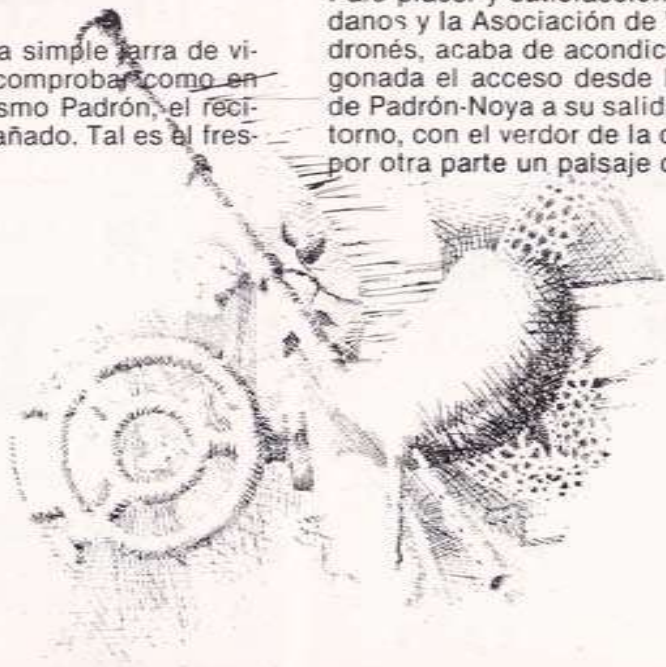 a simple jarra de vi-
comprobar como en
smo Padrón, el reci-
añado. Tal es el fres-
danos y la Asociación de
dronés, acaba de acondic
gonada el acceso desde
de Padrón-Noya a su salid
torno, con el verdor de la
por otra parte un paisaje